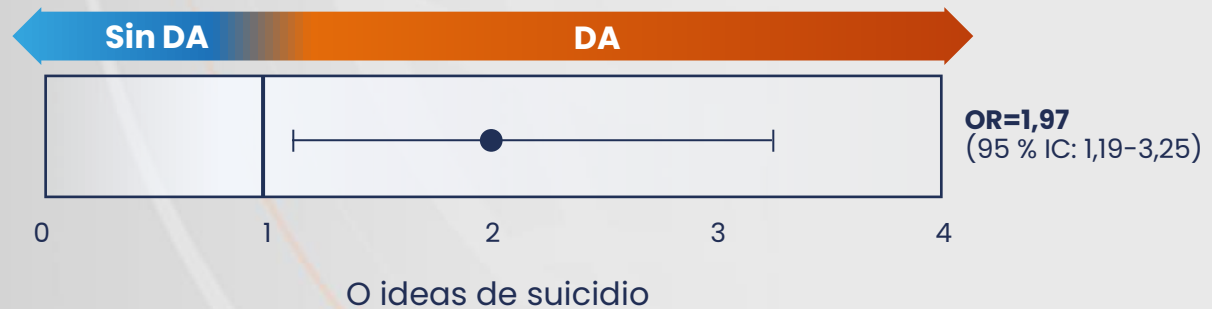 Sin DA
DA
OR=1,97
(95 % IC: 1,19-3,25)
0 1 2 3 4
O ideas de suicidio